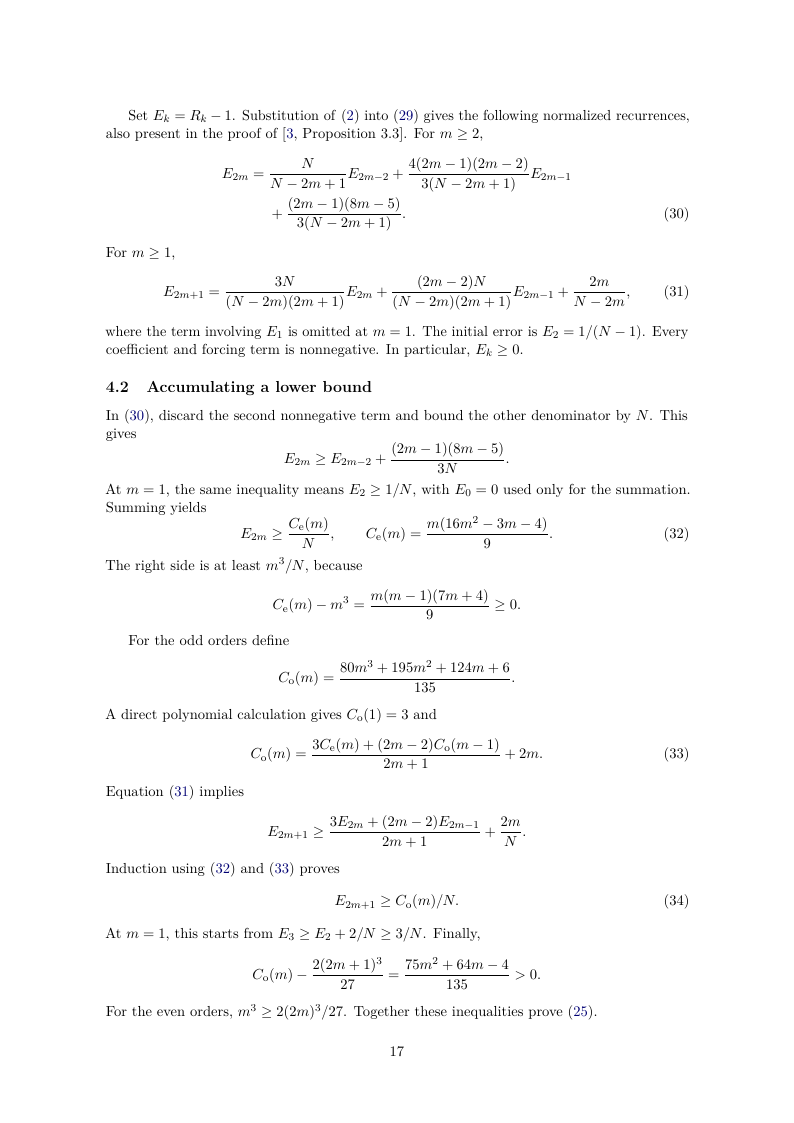 Set E_k = R_k − 1. Substitution of (2) into (29) gives the following normalized recurrences,
also present in the proof of [3, Proposition 3.3]. For m ≥ 2,
E_{2m} = \frac{N}{N − 2m + 1} E_{2m−2} + \frac{4(2m − 1)(2m − 2)}{3(N − 2m + 1)} E_{2m−1}
+ \frac{(2m − 1)(8m − 5)}{3(N − 2m + 1)}. (30)
For m ≥ 1,
E_{2m+1} = \frac{3N}{(N − 2m)(2m + 1)} E_{2m} + \frac{(2m − 2)N}{(N − 2m)(2m + 1)} E_{2m−1} + \frac{2m}{N − 2m}, (31)
where the term involving E_1 is omitted at m = 1. The initial error is E_2 = 1/(N − 1). Every
coefficient and forcing term is nonnegative. In particular, E_k ≥ 0.
4.2 Accumulating a lower bound
In (30), discard the second nonnegative term and bound the other denominator by N. This
gives
E_{2m} ≥ E_{2m−2} + \frac{(2m − 1)(8m − 5)}{3N}.
At m = 1, the same inequality means E_2 ≥ 1/N, with E_0 = 0 used only for the summation.
Summing yields
E_{2m} ≥ \frac{C_e(m)}{N}, C_e(m) = \frac{m(16m^2 − 3m − 4)}{9}. (32)
The right side is at least m^3/N, because
C_e(m) − m^3 = \frac{m(m − 1)(7m + 4)}{9} ≥ 0.
For the odd orders define
C_o(m) = \frac{80m^3 + 195m^2 + 124m + 6}{135}.
A direct polynomial calculation gives C_o(1) = 3 and
C_o(m) = \frac{3C_e(m) + (2m − 2)C_o(m − 1)}{2m + 1} + 2m. (33)
Equation (31) implies
E_{2m+1} ≥ \frac{3E_{2m} + (2m − 2)E_{2m−1}}{2m + 1} + \frac{2m}{N}.
Induction using (32) and (33) proves
E_{2m+1} ≥ C_o(m)/N. (34)
At m = 1, this starts from E_3 ≥ E_2 + 2/N ≥ 3/N. Finally,
C_o(m) − \frac{2(2m + 1)^3}{27} = \frac{75m^2 + 64m − 4}{135} > 0.
For the even orders, m^3 ≥ 2(2m)^3/27. Together these inequalities prove (25).
17